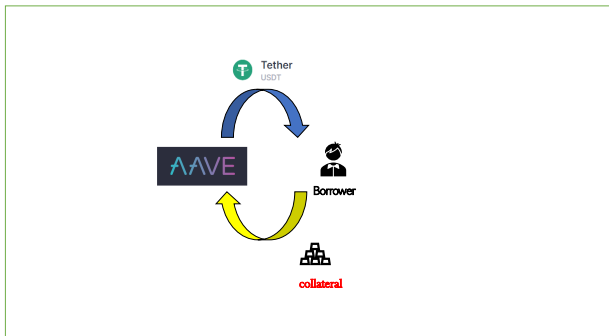 Tether
USDT
AAVE
Borrower
collateral